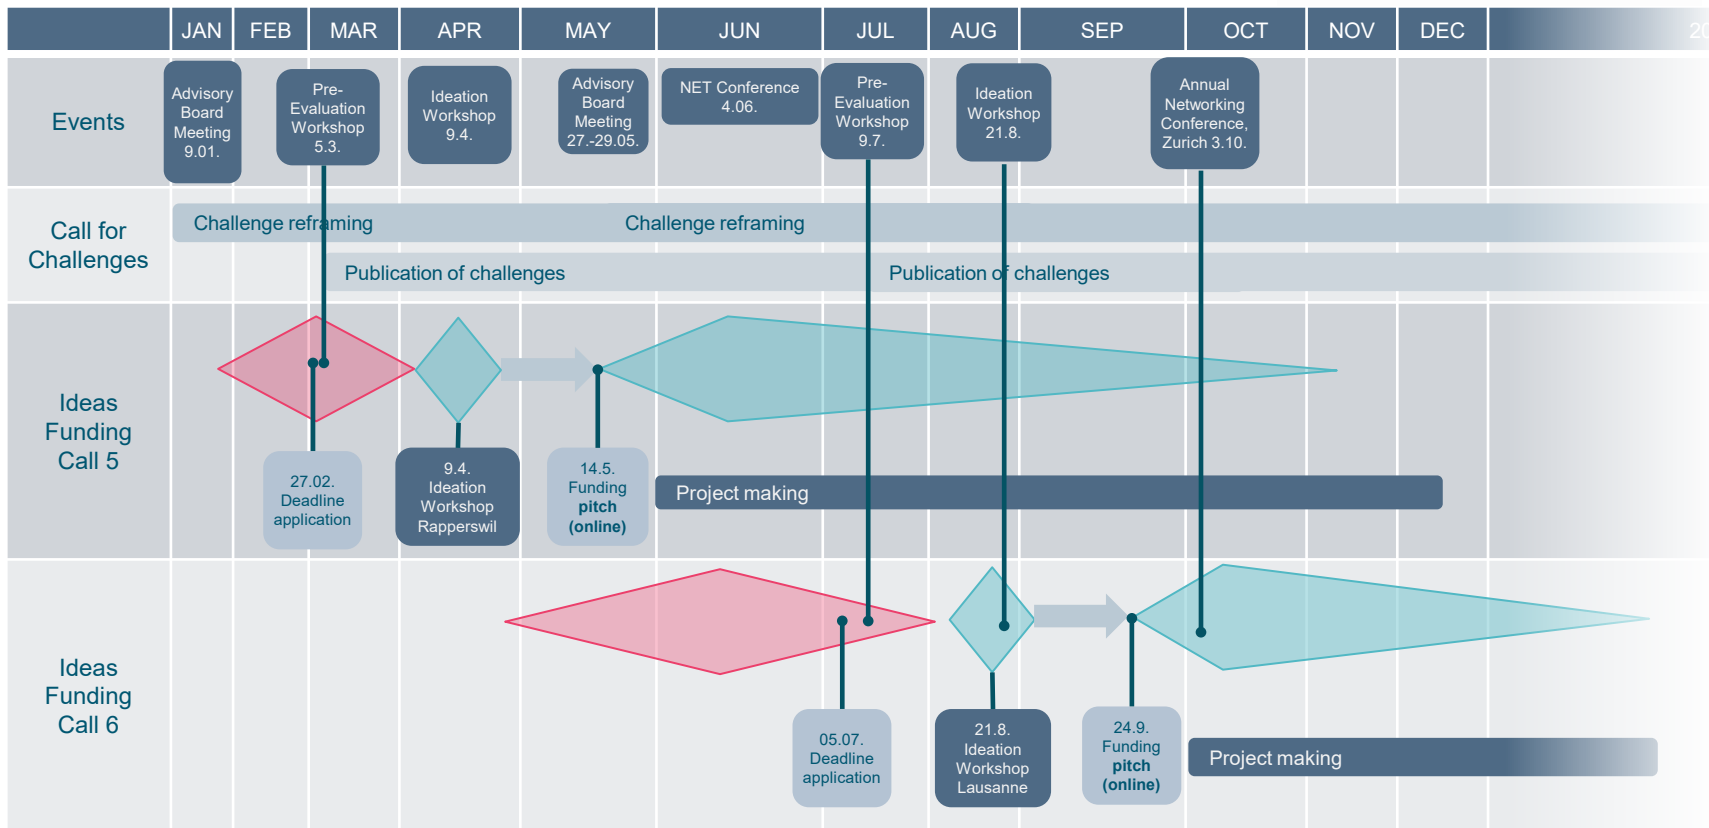 JAN FEB MAR APR MAY JUN JUL AUG SEP OCT NOV DEC 20
Events
Advisory
Board
Meeting
9.01.
Pre-
Evaluation
Workshop
5.3.
Ideation
Workshop
9.4.
Advisory
Board
Meeting
27.-29.05.
NET Conference
4.06.
Pre-
Evaluation
Workshop
9.7.
Ideation
Workshop
21.8.
Annual
Networking
Conference,
Zurich 3.10.
Call for
Challenges
Challenge reframing
Challenge reframing
Publication of challenges
Publication of challenges
Ideas
Funding
Call 5
27.02.
Deadline
application
9.4.
Ideation
Workshop
Rapperswil
14.5.
Funding
pitch
(online)
Project making
Ideas
Funding
Call 6
05.07.
Deadline
application
21.8.
Ideation
Workshop
Lausanne
24.9.
Funding
pitch
(online)
Project making